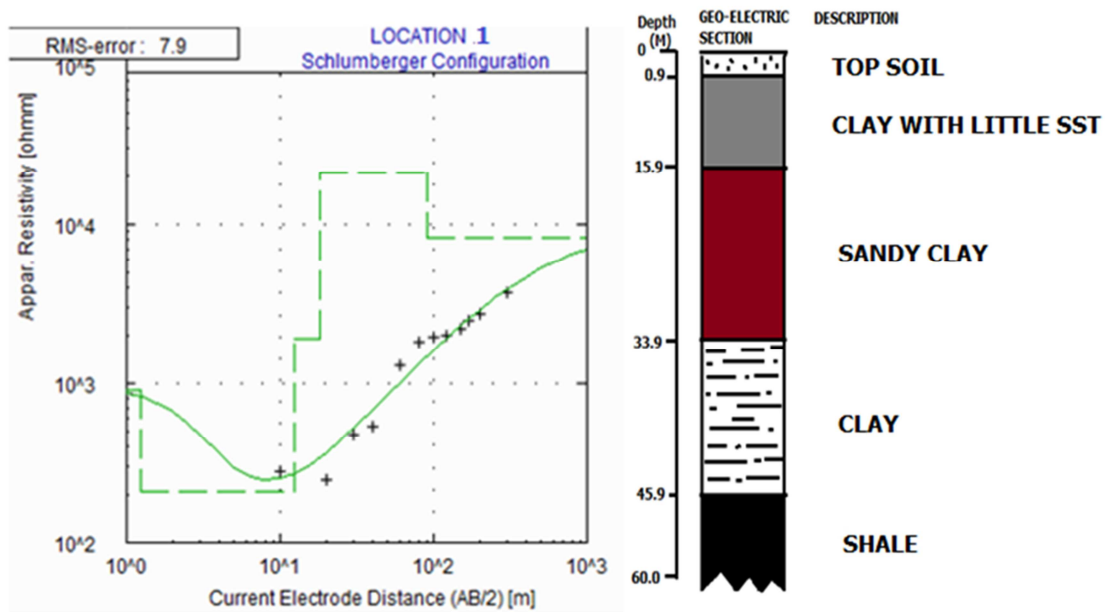 RMS-error : 7.9
LOCATION .1
Schlumberger Configuration
Appar. Resistivity [ohmm]
10^5
10^4
10^3
10^2
10^0
10^1
10^2
10^3
Current Electrode Distance (AB/2) [m]
Depth
(M)
GEO-ELECTRIC
SECTION
DESCRIPTION
0
TOP SOIL
0.9
CLAY WITH LITTLE SST
15.9
SANDY CLAY
33.9
CLAY
45.9
SHALE
60.0